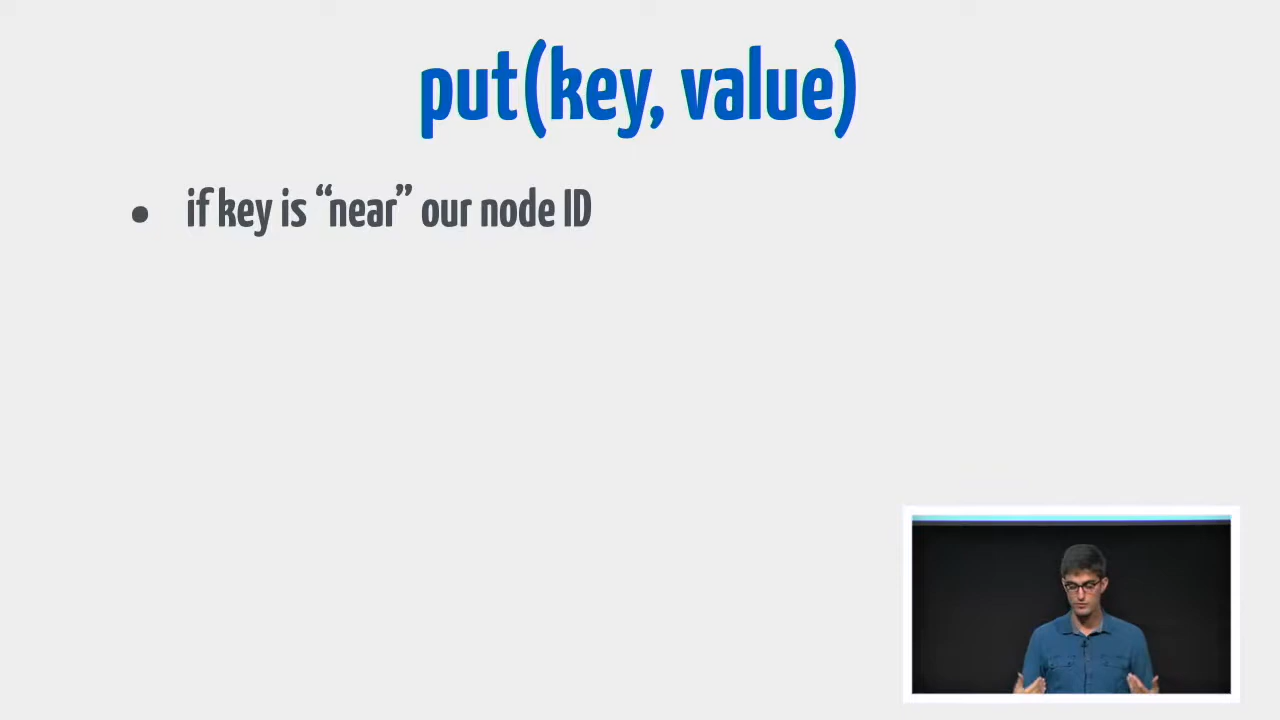 put(key, value)
• if key is “near” our node ID